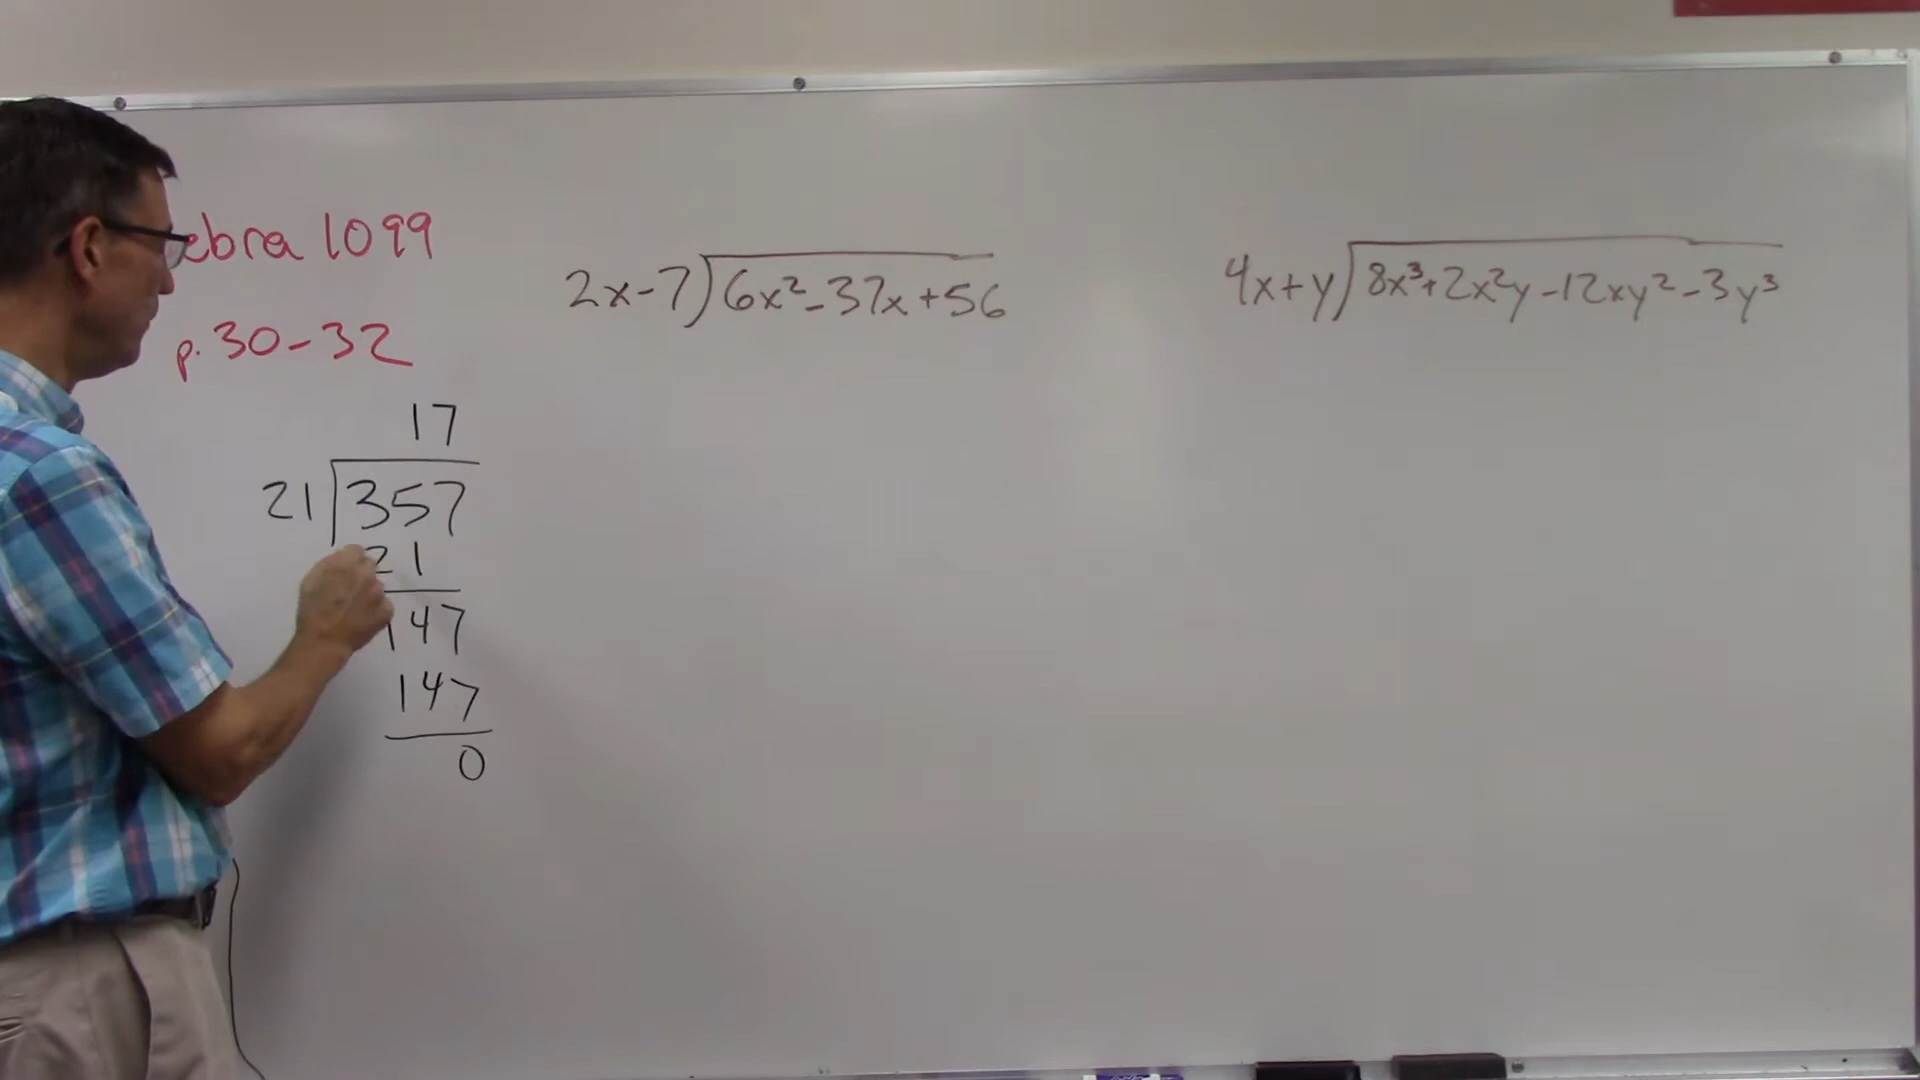 ebra 1099
p. 30-32
17
21)357
21
147
147
0
2x-7)6x²-37x+56
4x+y)8x³+2x²y-12xy²-3y³